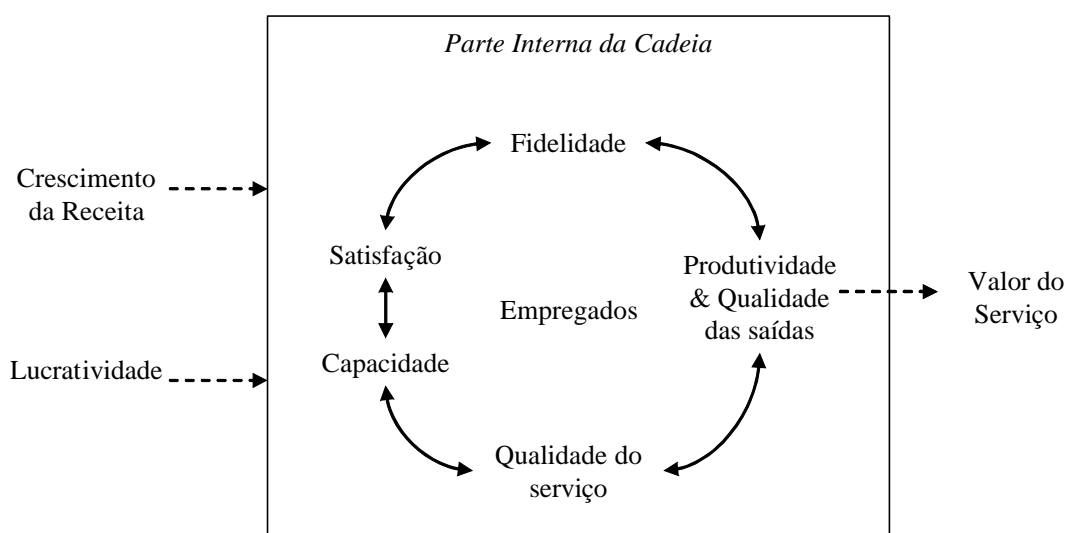 Parte Interna da Cadeia
Fidelidade
Crescimento
da Receita
Satisfação
Produtividade
& Qualidade
das saídas
Valor do
Serviço
Empregados
Lucratividade
Capacidade
Qualidade do
serviço